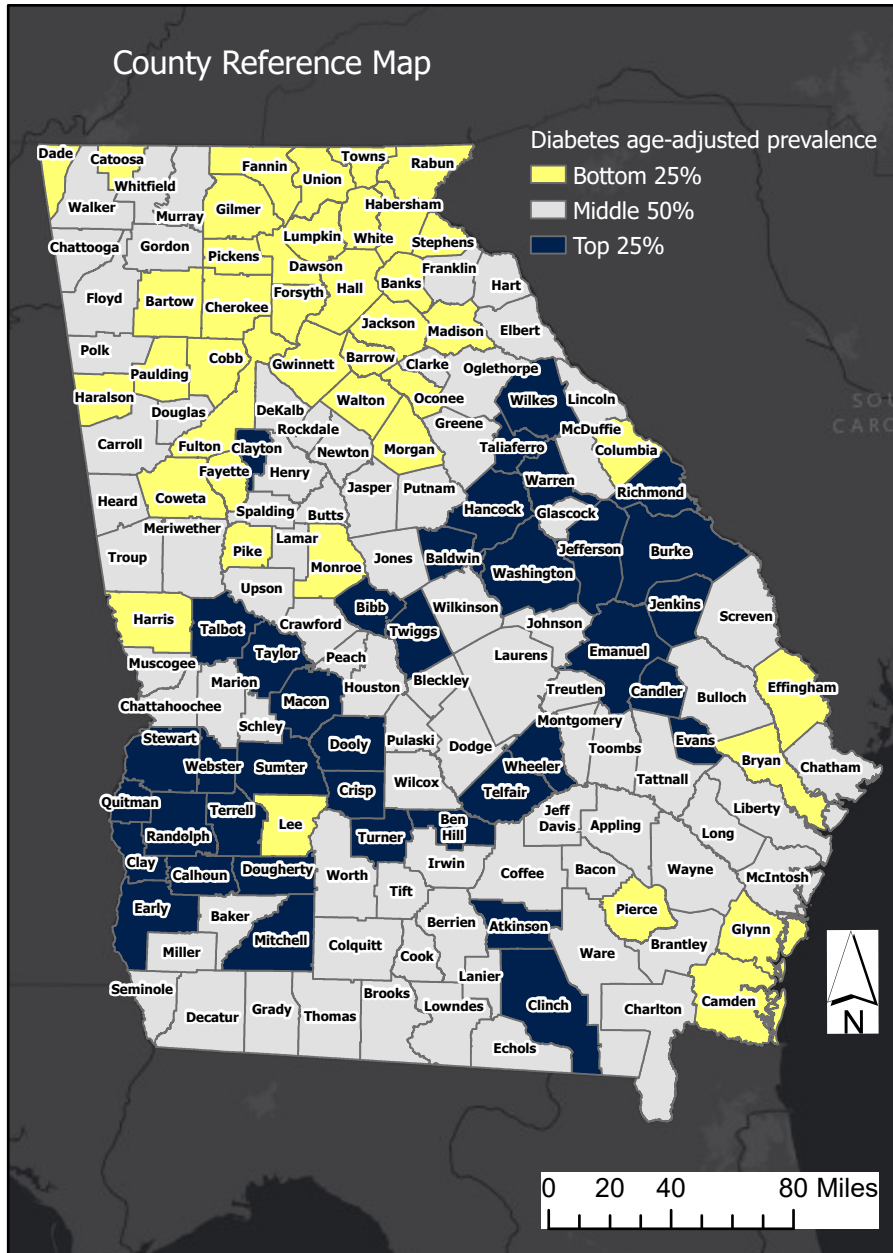 County Reference Map
Diabetes age-adjusted prevalence
Bottom 25%
Middle 50%
Top 25%
Dade
Catoosa
Whitfield
Walker
Murray
Fannin
Union
Towns
Rabun
Gilmer
Habersham
Chattooga
Gordon
Lumpkin
White
Stephens
Pickens
Dawson
Franklin
Hart
Floyd
Bartow
Cherokee
Forsyth
Hall
Banks
Jackson
Madison
Elbert
Polk
Cobb
Paulding
Gwinnett
Barrow
Clarke
Oglethorpe
Haralson
Douglas
DeKalb
Walton
Oconee
Wilkes
Lincoln
Carroll
Fulton
Clayton
Rockdale
Newton
Morgan
Greene
Taliaferro
McDuffie
Columbia
Fayette
Henry
Warren
Richmond
Heard
Coweta
Spalding
Butts
Jasper
Putnam
Hancock
Glascock
Meriwether
Troup
Pike
Lamar
Monroe
Jones
Baldwin
Washington
Jefferson
Burke
Upson
Harris
Talbot
Crawford
Bibb
Twiggs
Wilkinson
Johnson
Jenkins
Screven
Taylor
Peach
Laurens
Emanuel
Muscogee
Marion
Macon
Houston
Bleckley
Treutlen
Candler
Bulloch
Effingham
Chattahoochee
Schley
Stewart
Dooly
Pulaski
Dodge
Montgomery
Toombs
Evans
Bryan
Chatham
Webster
Sumter
Crisp
Wilcox
Wheeler
Telfair
Tattnall
Quitman
Terrell
Lee
Randolph
Turner
Ben
Hill
Jeff
Davis
Appling
Liberty
Long
Clay
Calhoun
Dougherty
Worth
Irwin
Coffee
Bacon
Wayne
McIntosh
Early
Baker
Mitchell
Tift
Berrien
Atkinson
Pierce
Glynn
Miller
Colquitt
Cook
Ware
Brantley
Seminole
Lanier
Decatur
Grady
Thomas
Brooks
Lowndes
Clinch
Charlton
Camden
Echols
SOU
CARO
N
0 20 40 80 Miles